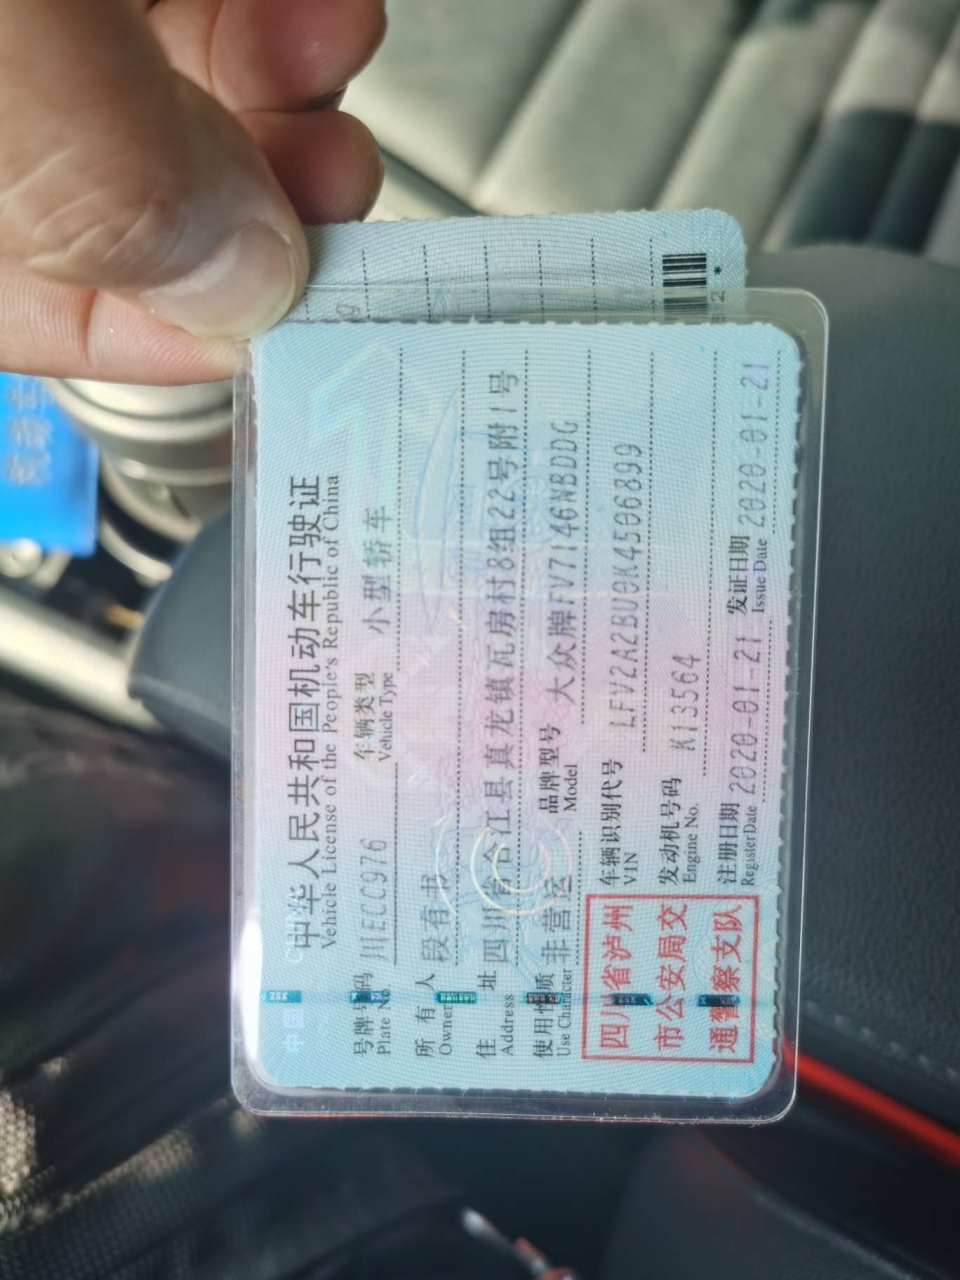 中华人民共和国机动车行驶证
Vehicle License of the People's Republic of China
号牌号码 川ECC976 车辆类型 小型轿车
Plate No. Vehicle Type
所有人 段有书
Owner
住址 四川省合江县真龙镇瓦房村8组22号附1号
Address
使用性质 非营运 品牌型号 大众牌FV7146NBDDG
Use Character Model
四川省泸州
市公安局交
通警察支队
车辆识别代号 LFV2A2BU0K4506899
VIN
发动机号码 K13564
Engine No.
注册日期 2020-01-21 发证日期 2020-01-21
Register Date Issue Date